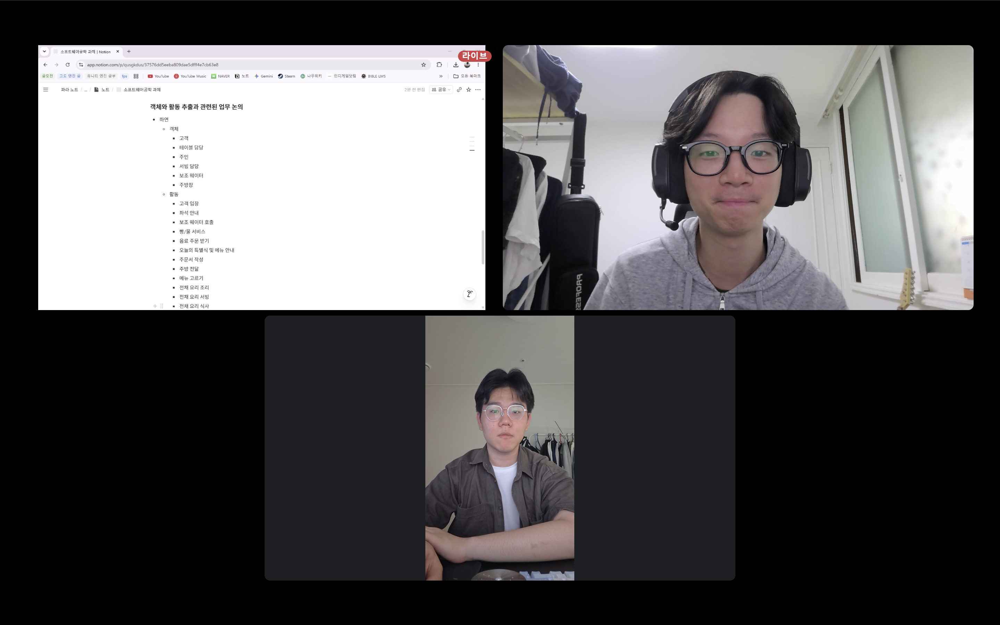 소프트웨어공학 과제 | Notion
라이브
app.notion.com/p/qusgkdus/37576dd5eeba809dae5dfff4e7cb63e8
공모전 고도 엔진 공 유니티 엔진 공부 fps YouTube YouTube Music NAVER 노트 Gemini Steam 나무위키 인디게임닷컴 BIBLE LMS 모든 북마크
파라 노트 / ... / 노트 / 소프트웨어공학 과제 2분 전 편집 공유
객체와 활동 추출과 관련된 업무 논의
하연
객체
고객
테이블 담당
주인
서빙 담당
보조 웨이터
주방장
활동
고객 입장
좌석 안내
보조 웨이터 호출
빵/물 서비스
음료 주문 받기
오늘의 특별식 및 메뉴 안내
주문서 작성
주방 전달
메뉴 고르기
전채 요리 조리
전채 요리 서빙
전채 요리 식사
PROFESS